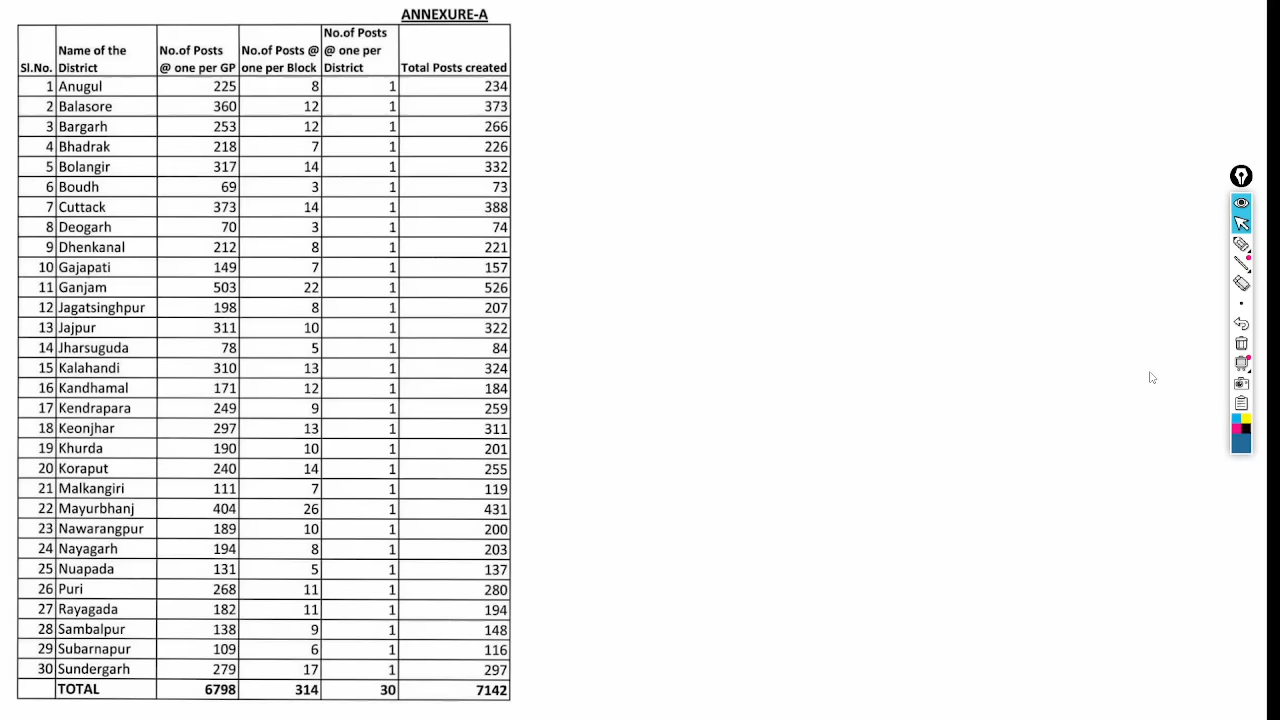 ANNEXURE-A
Sl.No. Name of the District No.of Posts @ one per GP No.of Posts @ one per Block No.of Posts @ one per District Total Posts created
1 Anugul 225 8 1 234
2 Balasore 360 12 1 373
3 Bargarh 253 12 1 266
4 Bhadrak 218 7 1 226
5 Bolangir 317 14 1 332
6 Boudh 69 3 1 73
7 Cuttack 373 14 1 388
8 Deogarh 70 3 1 74
9 Dhenkanal 212 8 1 221
10 Gajapati 149 7 1 157
11 Ganjam 503 22 1 526
12 Jagatsinghpur 198 8 1 207
13 Jajpur 311 10 1 322
14 Jharsuguda 78 5 1 84
15 Kalahandi 310 13 1 324
16 Kandhamal 171 12 1 184
17 Kendrapara 249 9 1 259
18 Keonjhar 297 13 1 311
19 Khurda 190 10 1 201
20 Koraput 240 14 1 255
21 Malkangiri 111 7 1 119
22 Mayurbhanj 404 26 1 431
23 Nawarangpur 189 10 1 200
24 Nayagarh 194 8 1 203
25 Nuapada 131 5 1 137
26 Puri 268 11 1 280
27 Rayagada 182 11 1 194
28 Sambalpur 138 9 1 148
29 Subarnapur 109 6 1 116
30 Sundergarh 279 17 1 297
TOTAL 6798 314 30 7142